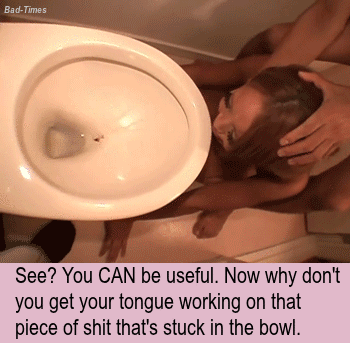 Bad-Times
See? You CAN be useful. Now why don't
you get your tongue working on that
piece of shit that's stuck in the bowl.